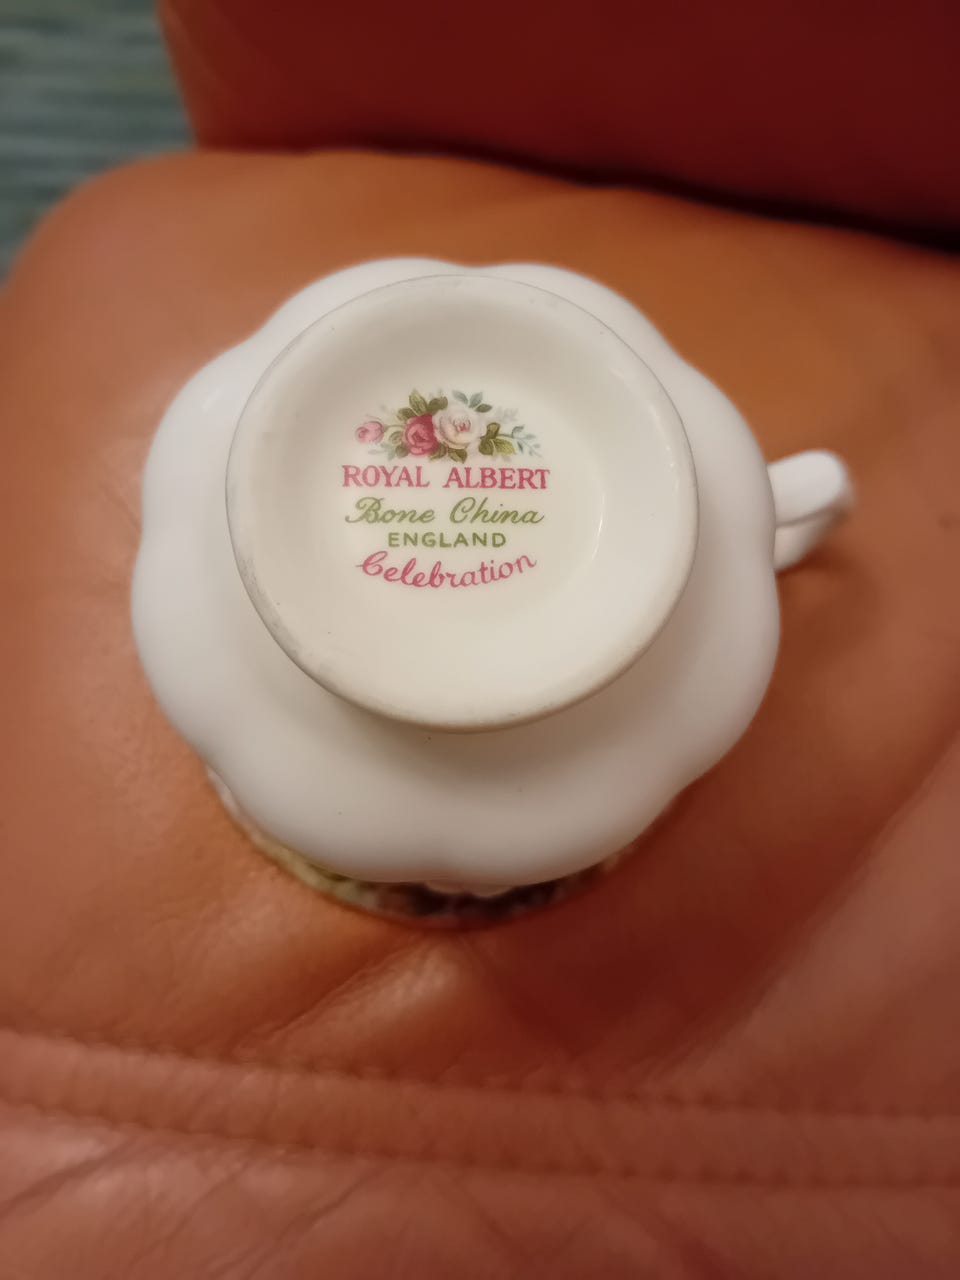 ROYAL ALBERT
Bone China
ENGLAND
Celebration